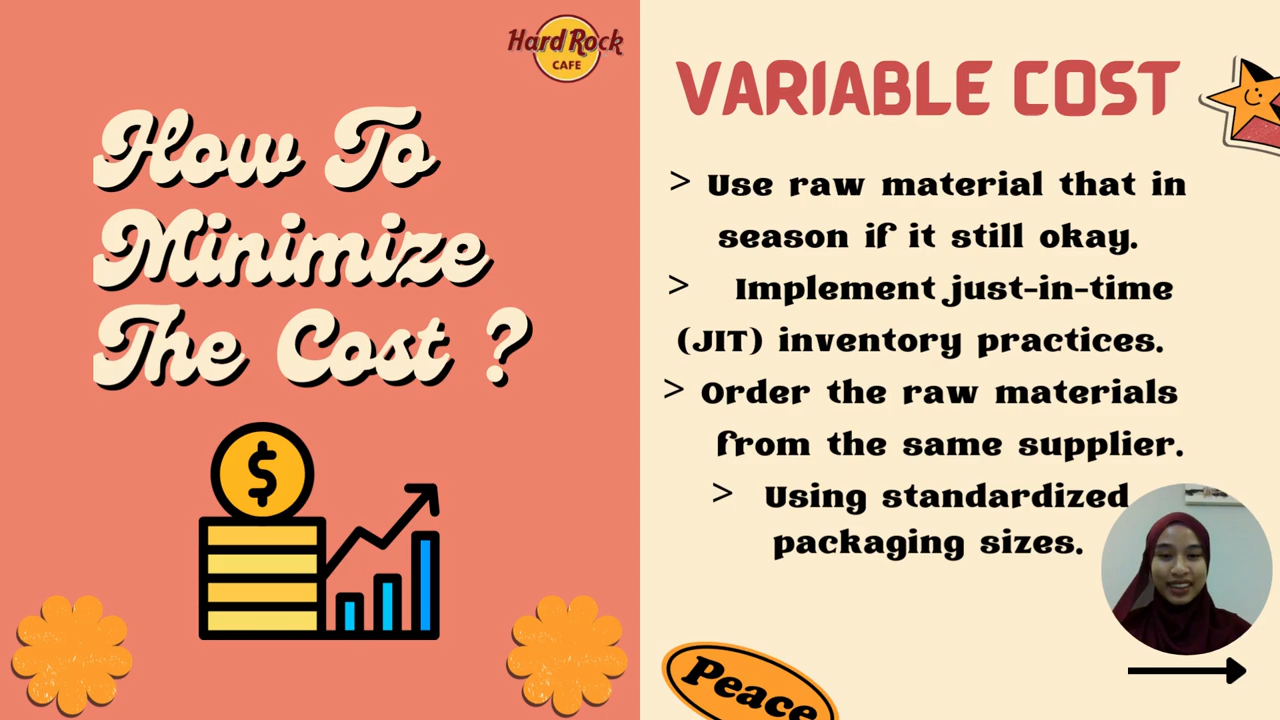 Hard Rock
CAFE
How To
Minimize
The Cost ?
$
VARIABLE COST
> Use raw material that in
season if it still okay.
> Implement just-in-time
(JIT) inventory practices.
> Order the raw materials
from the same supplier.
> Using standardized
packaging sizes.
Peace